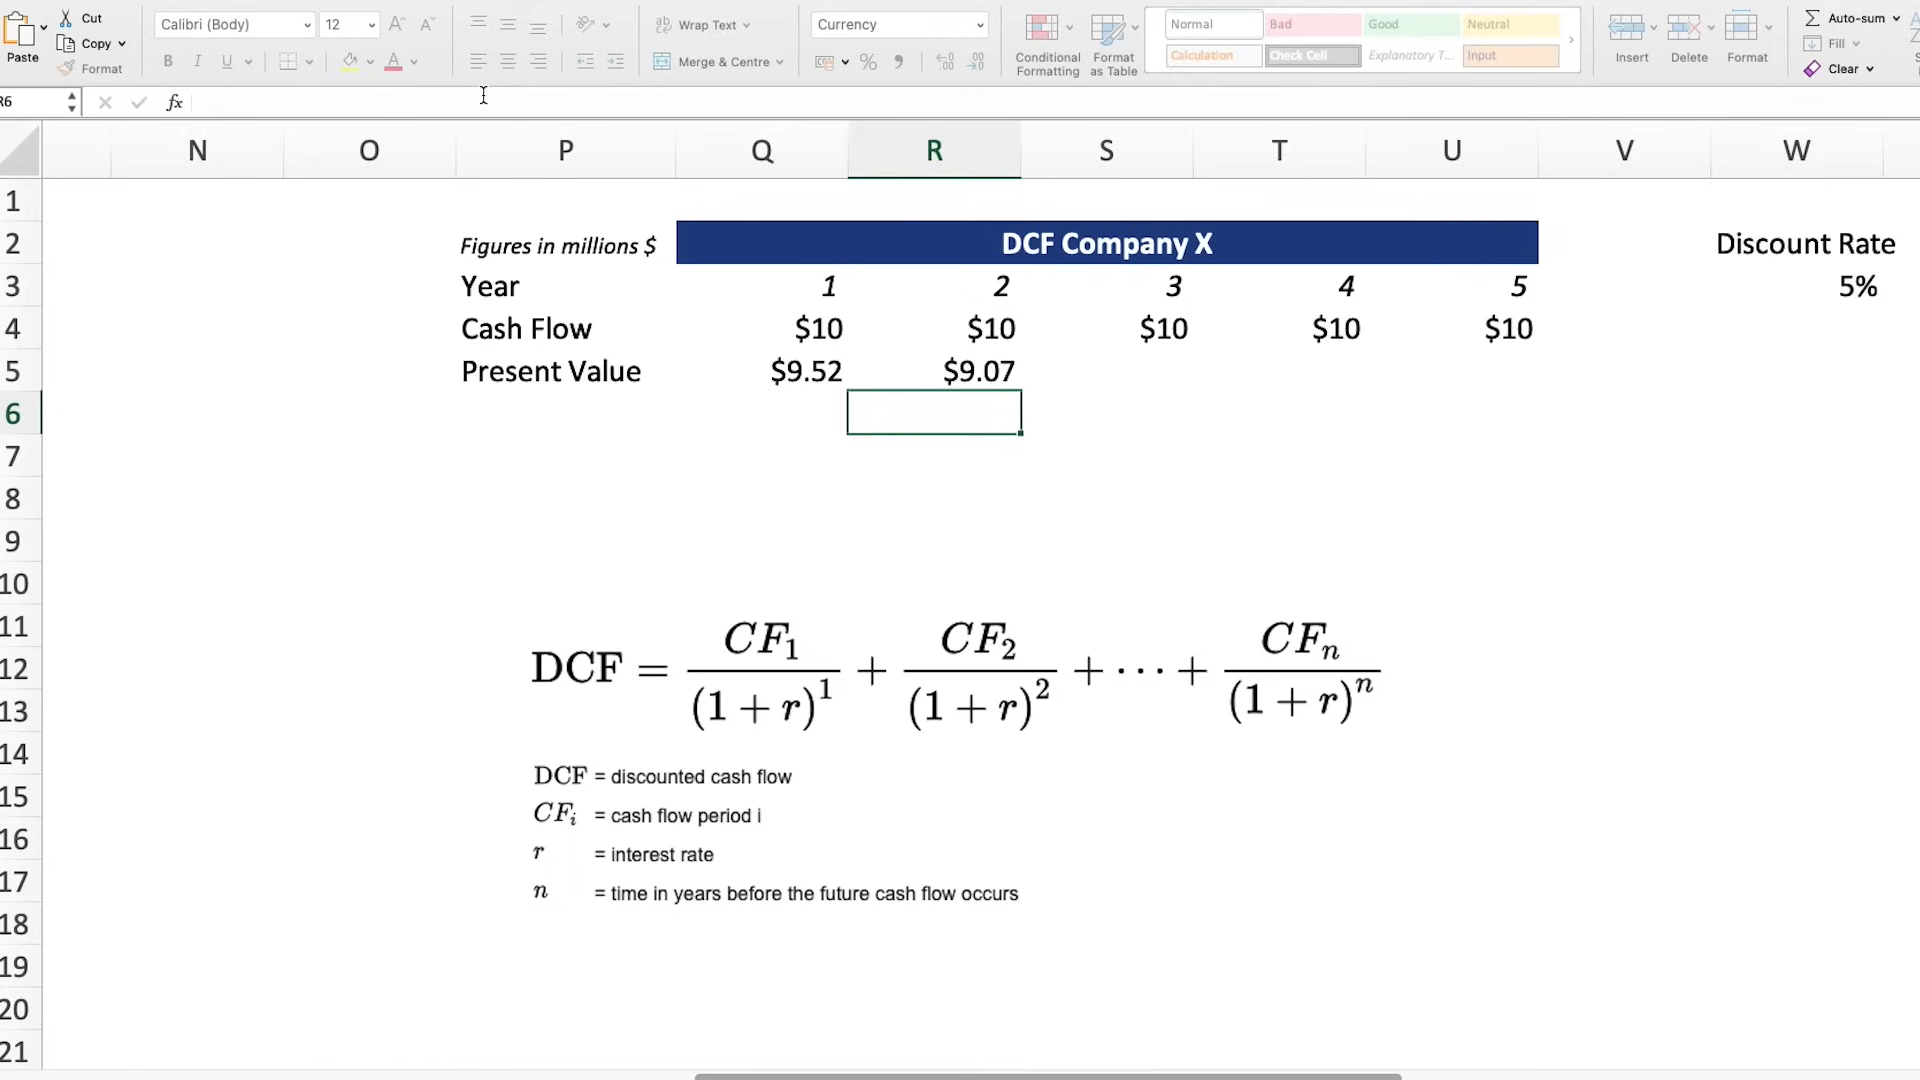 Cut
Calibri (Body) 12 A A Wrap Text Currency Normal Bad Good Neutral Auto-sum
Copy Fill
Paste Format B I U A Merge & Centre % Conditional Formatting Format as Table Calculation Check Cell Explanatory T... Input Insert Delete Format Clear
R6 fx
N O P Q R S T U V W
1
2 Figures in millions $ DCF Company X Discount Rate
3 Year 1 2 3 4 5 5%
4 Cash Flow $10 $10 $10 $10 $10
5 Present Value $9.52 $9.07
6
7
8
9
10
11
12
13
14
15
16
17
18
19
20
21
DCF = CF₁/(1 + r)¹ + CF₂/(1 + r)² + ··· + CFₙ/(1 + r)ⁿ
DCF = discounted cash flow
CFᵢ = cash flow period i
r = interest rate
n = time in years before the future cash flow occurs